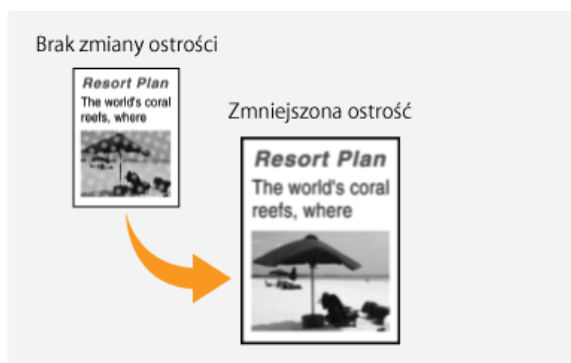 Brak zmiany ostrości
Resort Plan
The world's coral
reefs, where
Zmniejszona ostrość
Resort Plan
The world's coral
reefs, where